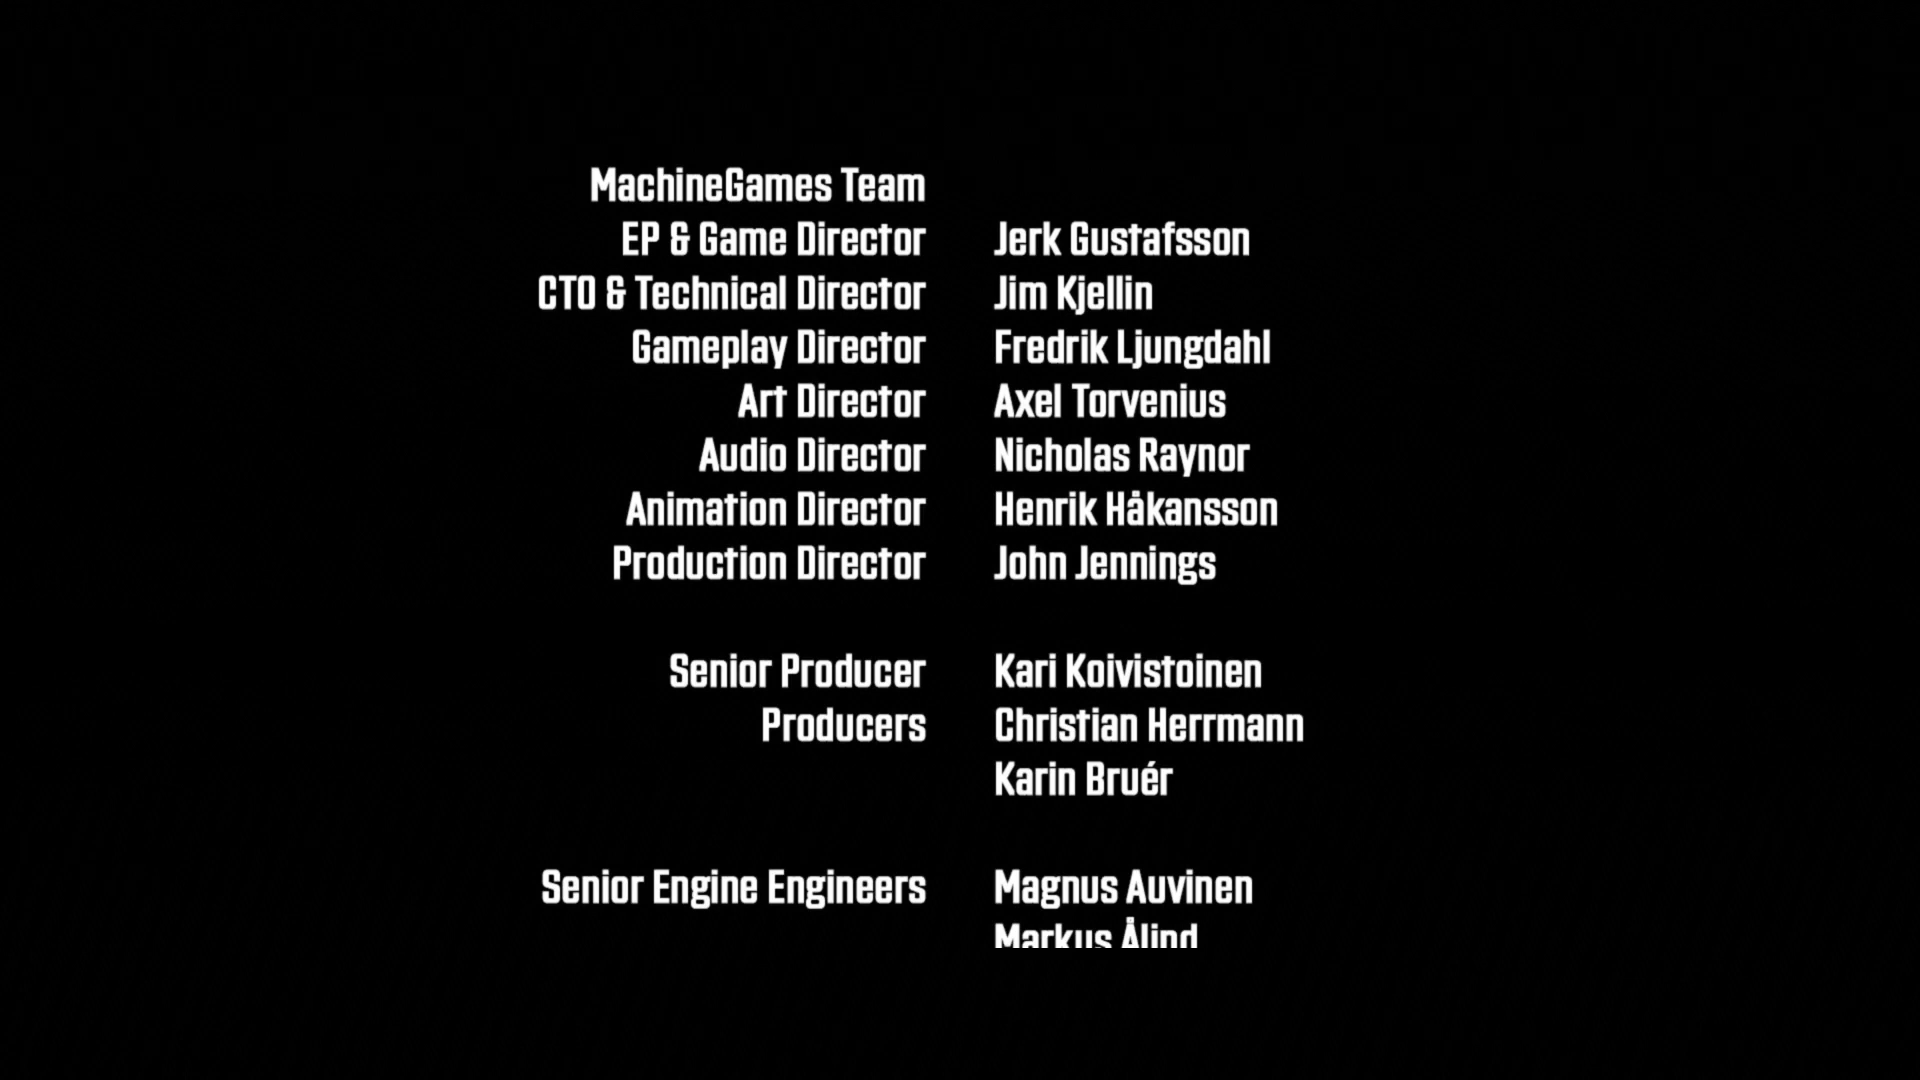 MachineGames Team
EP & Game Director Jerk Gustafsson
CTO & Technical Director Jim Kjellin
Gameplay Director Fredrik Ljungdahl
Art Director Axel Torvenius
Audio Director Nicholas Raynor
Animation Director Henrik Håkansson
Production Director John Jennings
Senior Producer Kari Koivistoinen
Producers Christian Herrmann
Karin Bruér
Senior Engine Engineers Magnus Auvinen
Markus Ålind